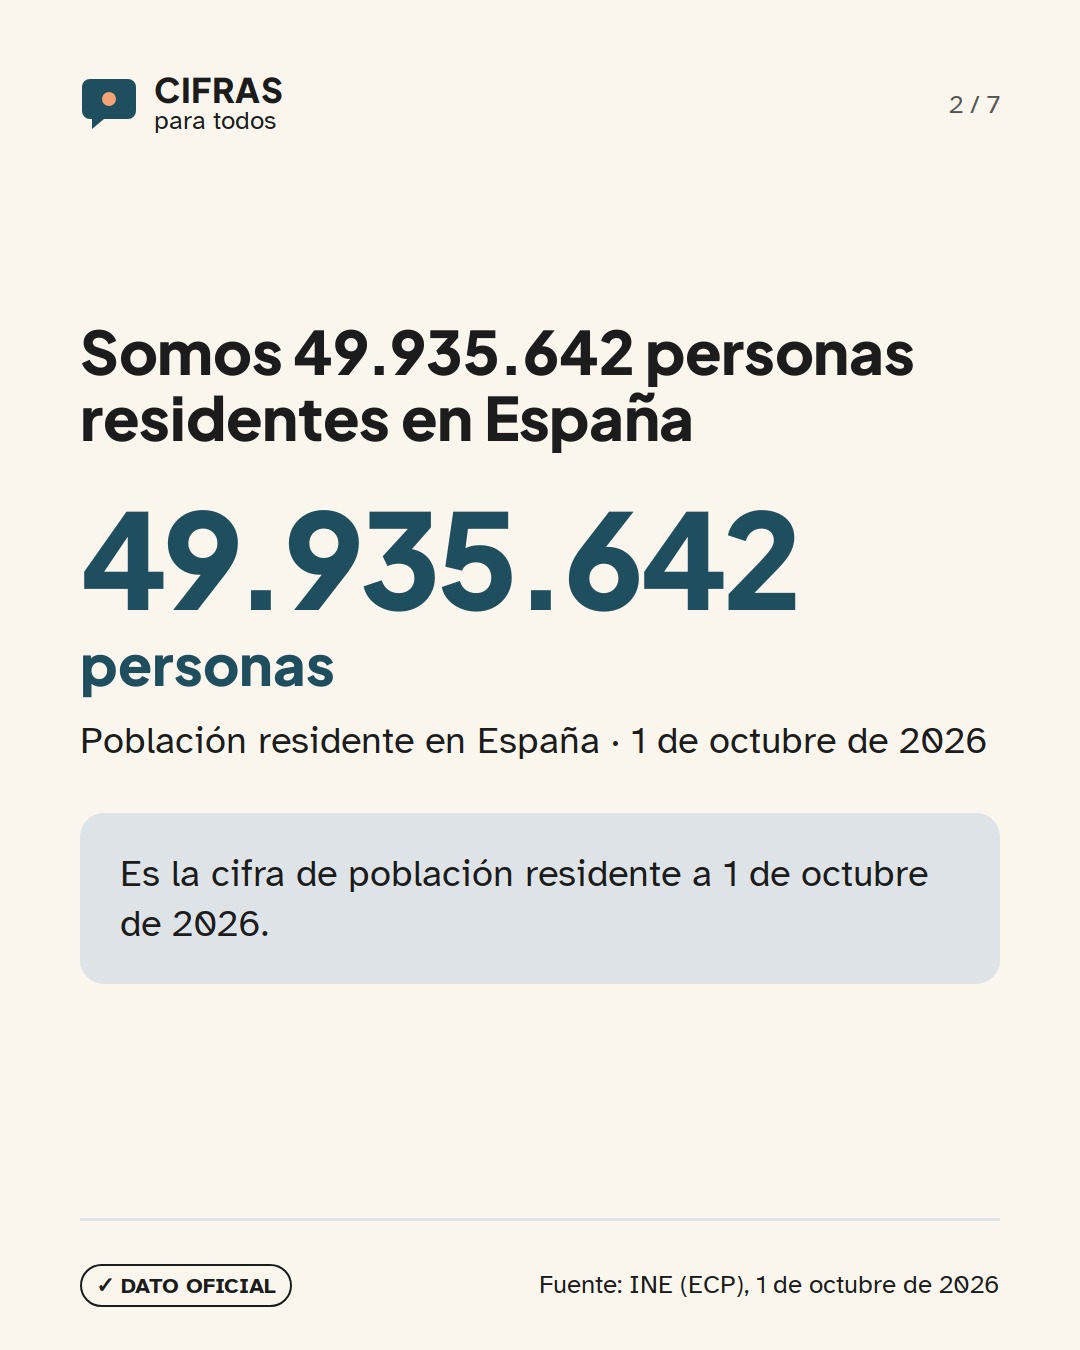 CIFRAS
para todos
2 / 7
Somos 49.935.642 personas
residentes en España
49.935.642
personas
Población residente en España · 1 de octubre de 2026
Es la cifra de población residente a 1 de octubre
de 2026.
✓ DATO OFICIAL
Fuente: INE (ECP), 1 de octubre de 2026